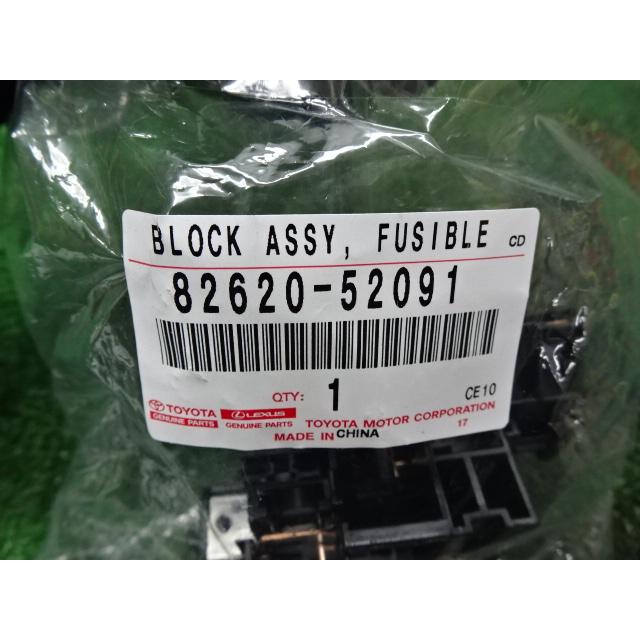 BLOCK ASSY, FUSIBLE CD
82620-52091
QTY: 1 CE10
TOYOTA LEXUS TOYOTA MOTOR CORPORATION
GENUINE PARTS GENUINE PARTS 17
MADE IN CHINA